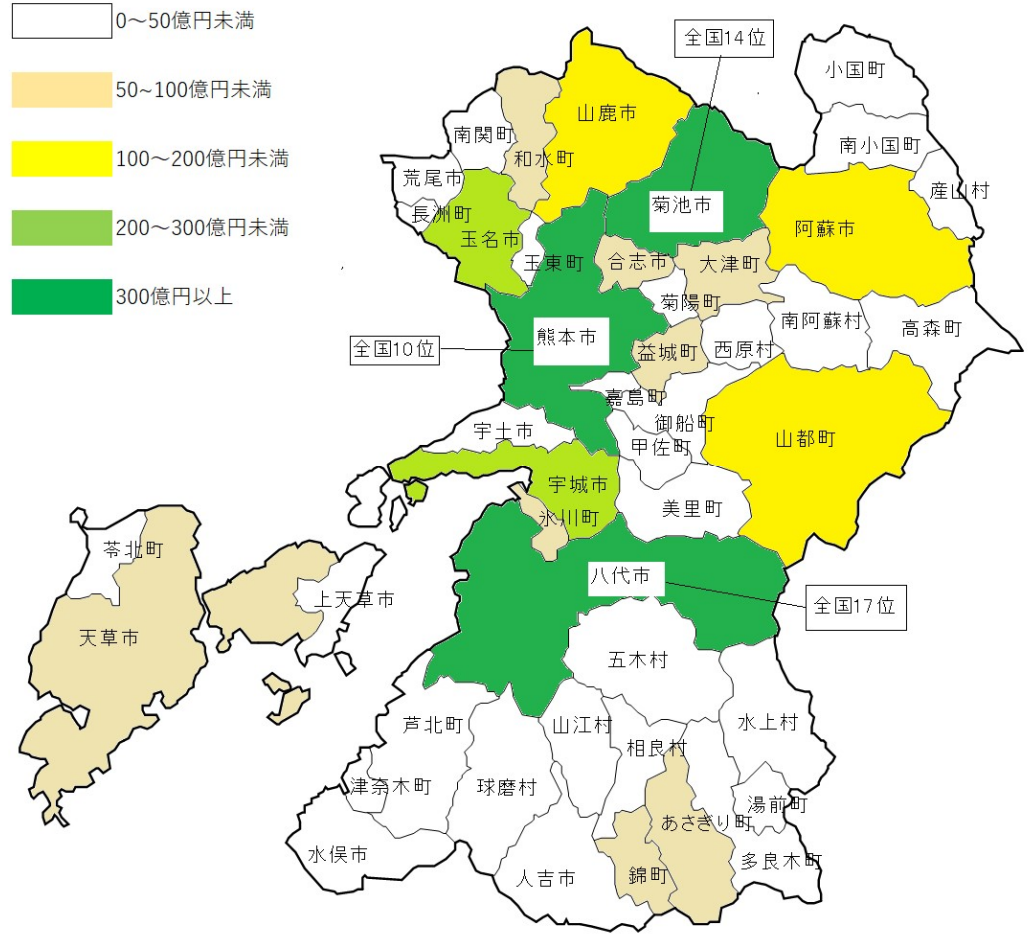 0～50億円未満
50~100億円未満
100～200億円未満
200～300億円未満
300億円以上
全国14位
小国町
山鹿市
南関町
南小国町
和水町
荒尾市
産山村
菊池市
長洲町
阿蘇市
玉名市
玉東町
合志市
大津町
菊陽町
南阿蘇村
高森町
熊本市
全国10位
益城町
西原村
嘉島町
御船町
宇土市
甲佐町
山都町
宇城市
美里町
氷川町
苓北町
八代市
上天草市
全国17位
天草市
五木村
芦北町
山江村
水上村
相良村
津奈木町
球磨村
湯前町
あさぎり町
水俣市
多良木町
人吉市
錦町